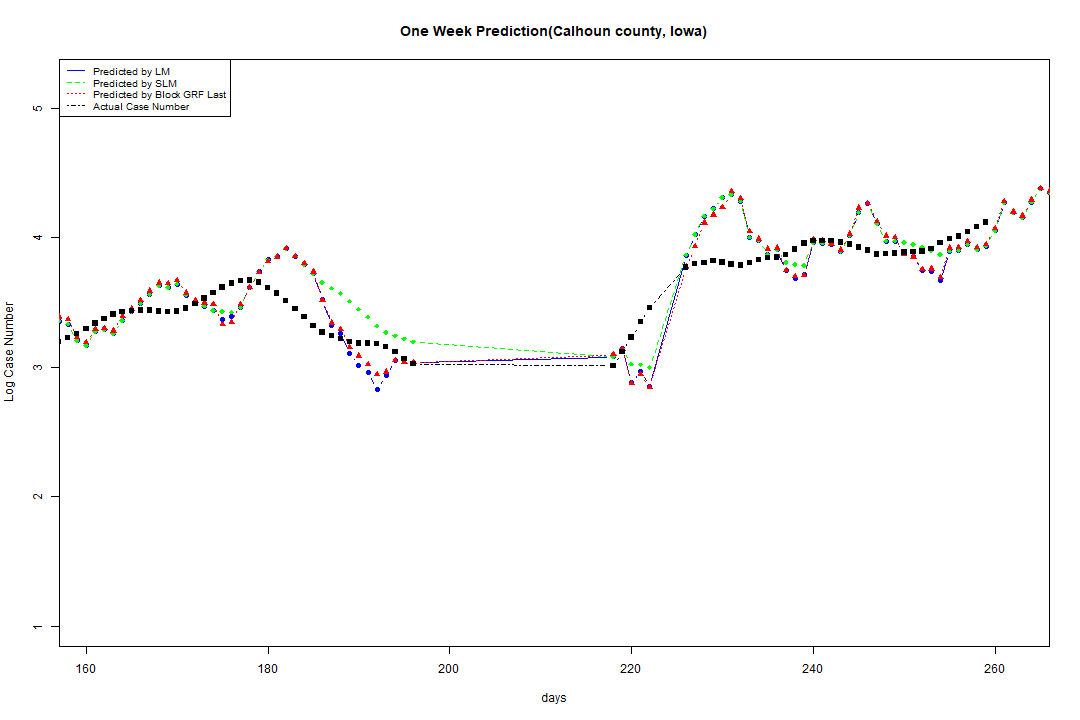 One Week Prediction(Calhoun county, Iowa)
Predicted by LM
Predicted by SLM
Predicted by Block GRF Last
Actual Case Number
5
4
3
2
1
Log Case Number
160 180 200 220 240 260
days